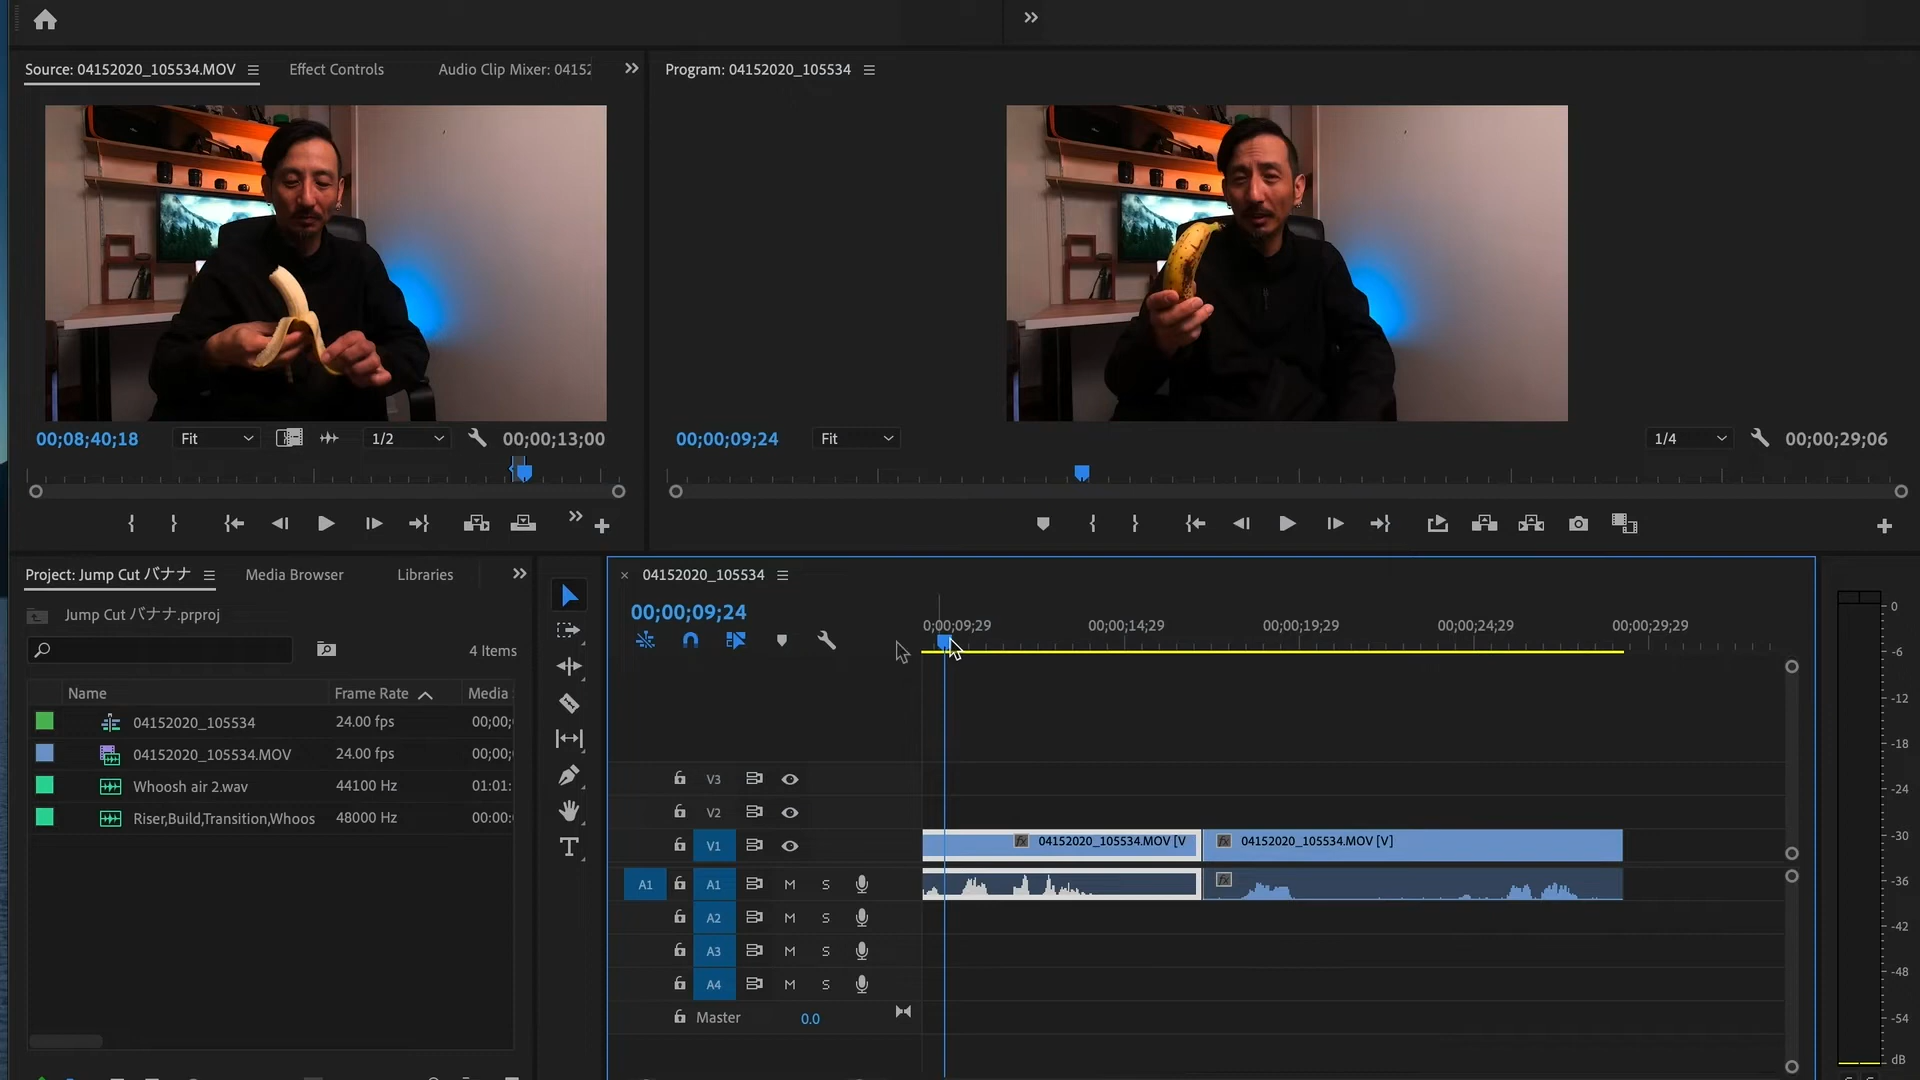 Source: 04152020_105534.MOV
Effect Controls
Audio Clip Mixer: 0415
Program: 04152020_105534
00;08;40;18
Fit
1/2
00;00;13;00
00;00;09;24
Fit
1/4
00;00;29;06
Project: Jump Cut バナナ
Media Browser
Libraries
Jump Cut バナナ.prproj
4 Items
Name
Frame Rate
Media
04152020_105534
24.00 fps
00;00;
04152020_105534.MOV
24.00 fps
00;00;
Whoosh air 2.wav
44100 Hz
01:01:
Riser,Build,Transition,Whoos
48000 Hz
00:00:
04152020_105534
00;00;09;24
0;00;09;29
00;00;14;29
00;00;19;29
00;00;24;29
00;00;29;29
V3
V2
V1
fx
04152020_105534.MOV [V
fx
04152020_105534.MOV [V]
A1
A1
M
S
fx
A2
M
S
A3
M
S
A4
M
S
Master
0.0
0
-6
-12
-18
-24
-30
-36
-42
-48
-54
dB